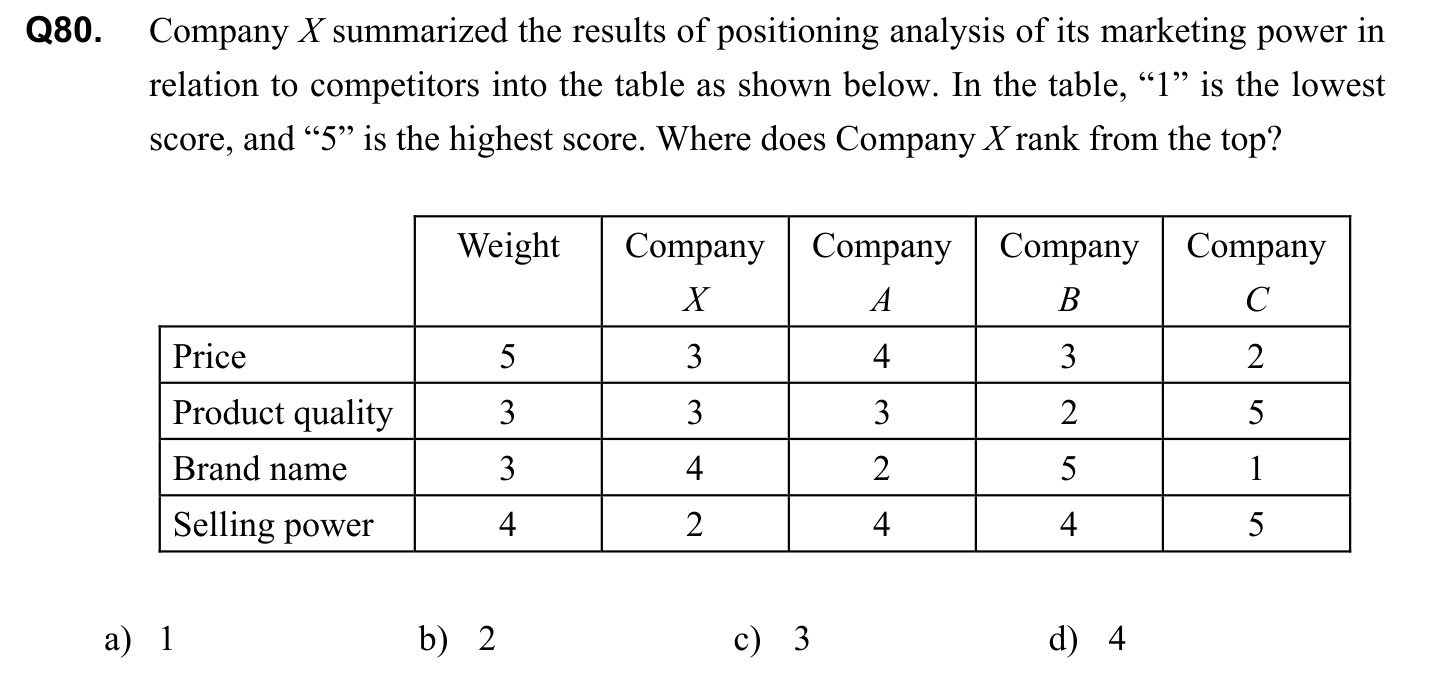 Q80. Company X summarized the results of positioning analysis of its marketing power in
relation to competitors into the table as shown below. In the table, “1” is the lowest
score, and “5” is the highest score. Where does Company X rank from the top?
Weight Company X Company A Company B Company C
Price 5 3 4 3 2
Product quality 3 3 3 2 5
Brand name 3 4 2 5 1
Selling power 4 2 4 4 5
a) 1 b) 2 c) 3 d) 4